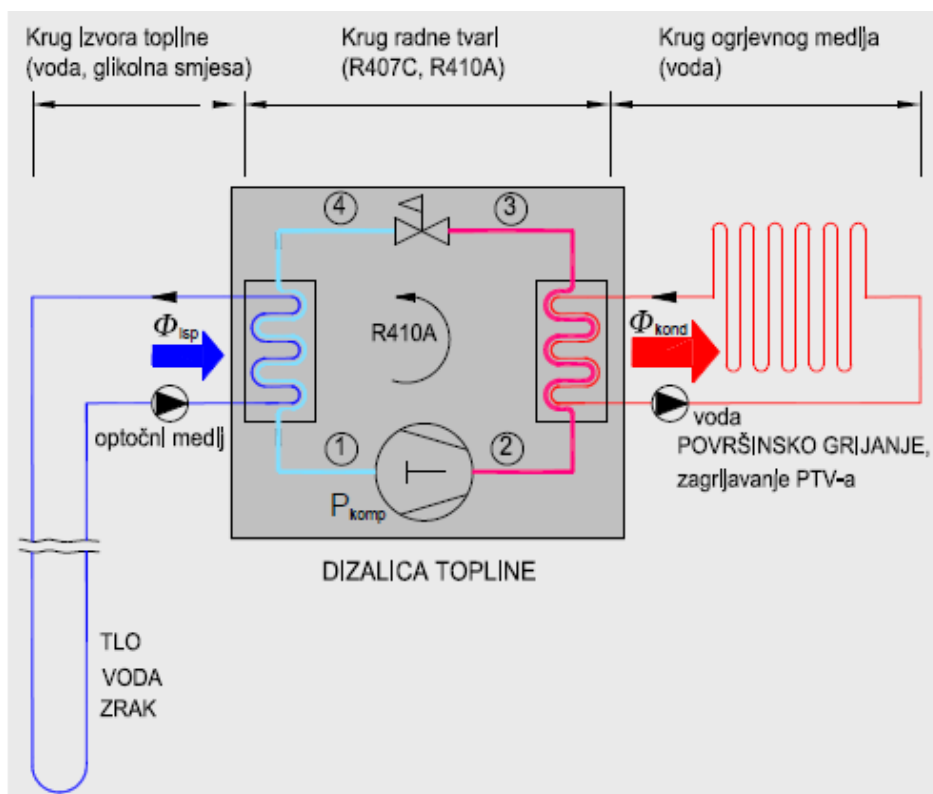 Krug izvora topline
(voda, glikolna smjesa)
Krug radne tvari
(R407C, R410A)
Krug ogrjevnog medija
(voda)
4
3
Φisp
R410A
Φkond
optočni medij
1
2
voda
POVRŠINSKO GRIJANJE,
zagrijavanje PTV-a
Pkomp
DIZALICA TOPLINE
TLO
VODA
ZRAK